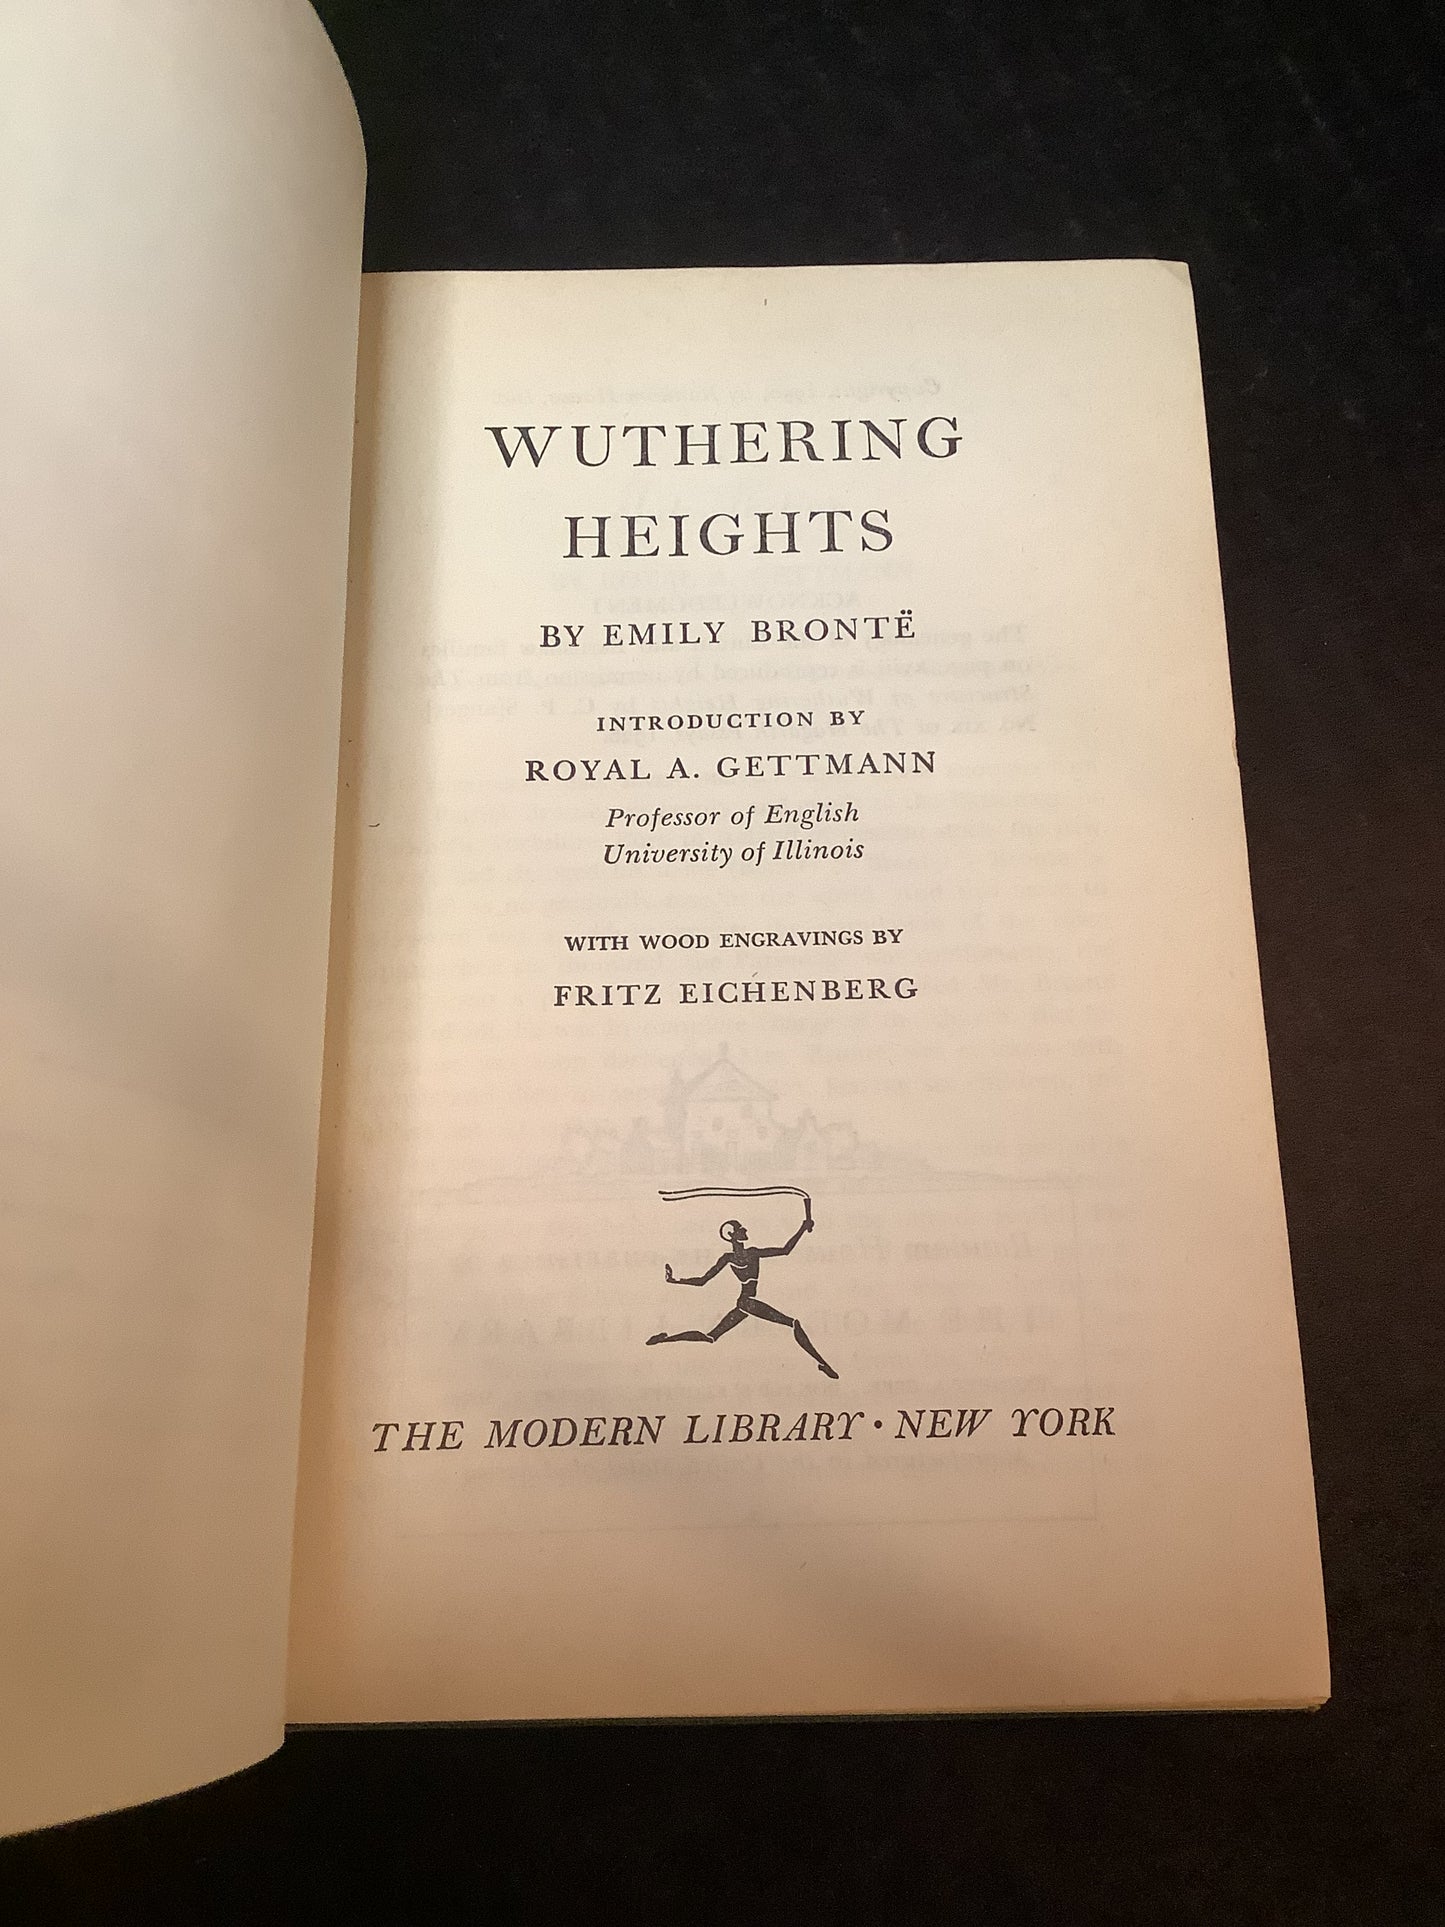 WUTHERING
HEIGHTS
BY EMILY BRONTË
INTRODUCTION BY
ROYAL A. GETTMANN
Professor of English
University of Illinois
WITH WOOD ENGRAVINGS BY
FRITZ EICHENBERG
THE MODERN LIBRARY • NEW YORK